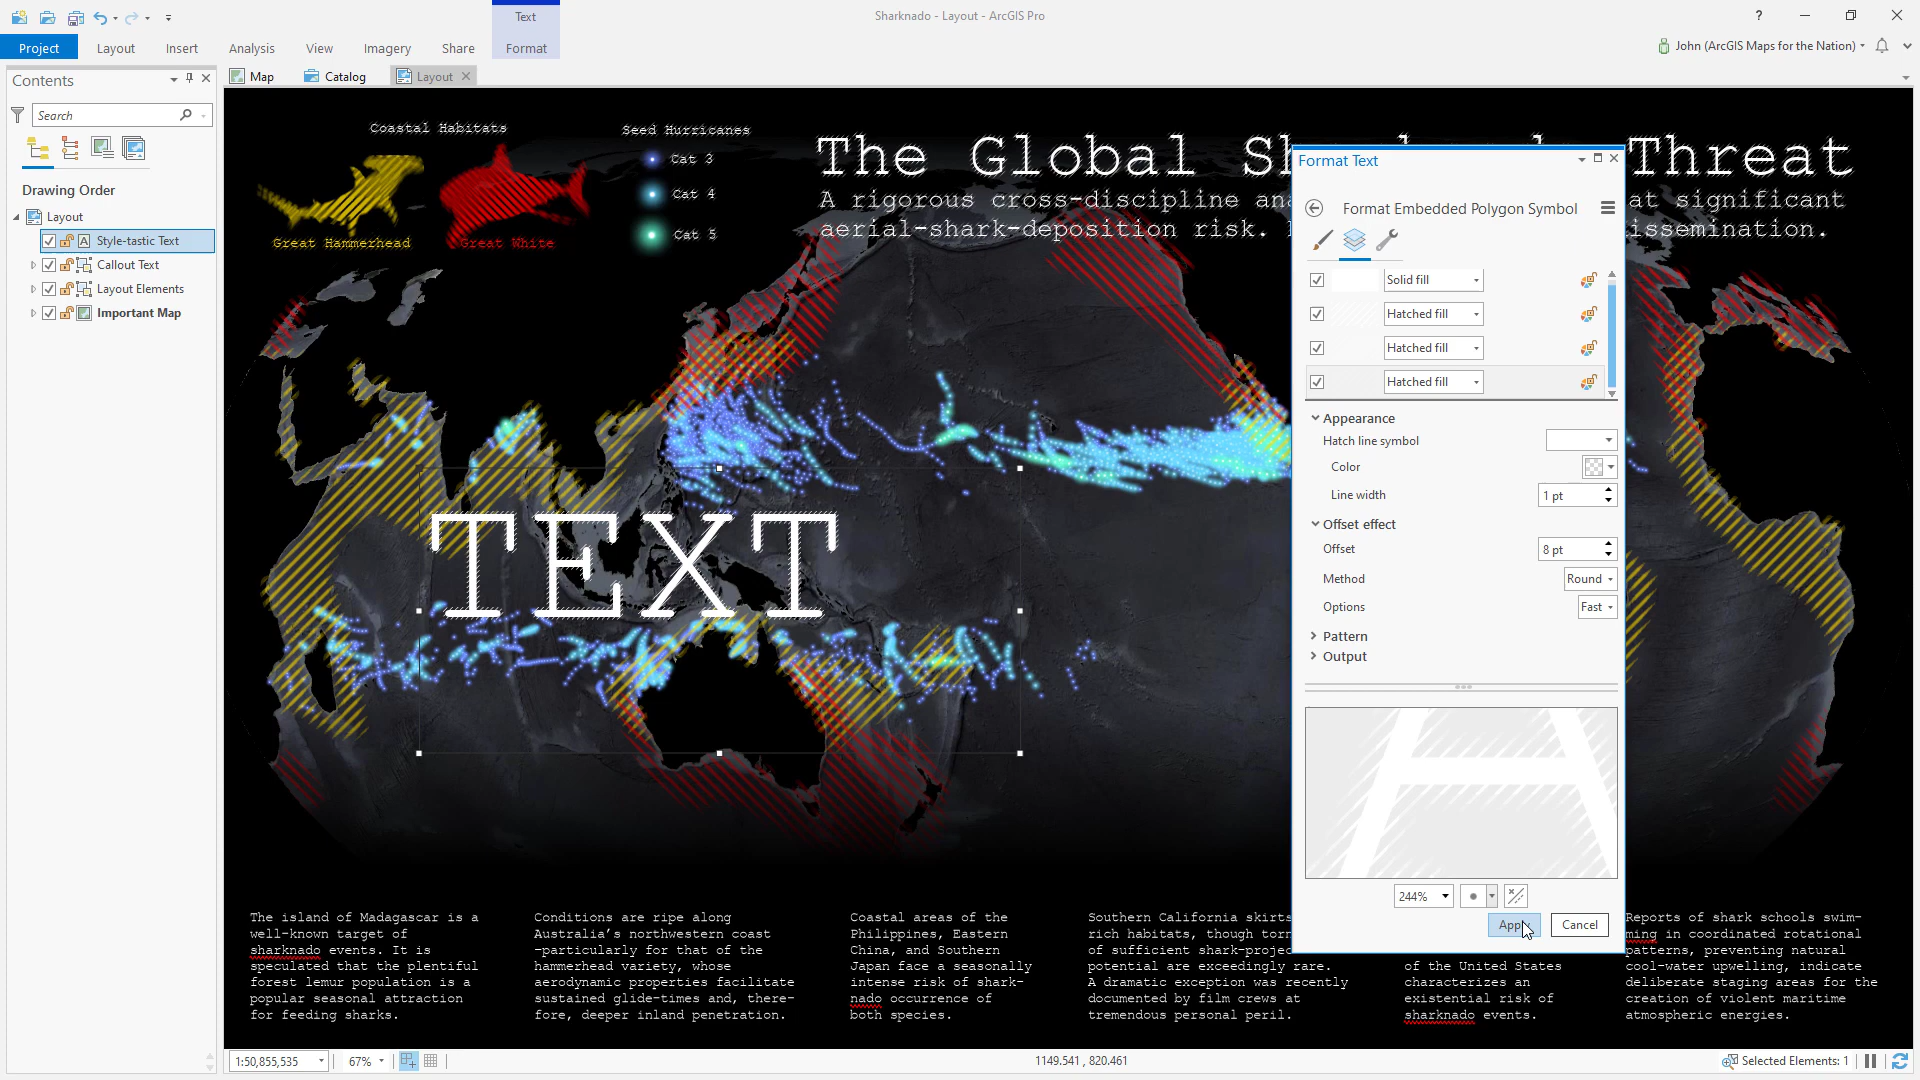 Text
Sharknado - Layout - ArcGIS Pro
?
Project
Layout
Insert
Analysis
View
Imagery
Share
Format
John (ArcGIS Maps for the Nation)
Contents
Map
Catalog
Layout
Search
Drawing Order
Layout
A Style-tastic Text
Callout Text
Layout Elements
Important Map
Coastal Habitats
Great Hammerhead
Great White
Seed Hurricanes
Cat 3
Cat 4
Cat 5
The Global Threat
A rigorous cross-discipline at significant
aerial-shark-deposition risk.
TEXT
Format Text
Format Embedded Polygon Symbol
Solid fill
Hatched fill
Hatched fill
Hatched fill
Appearance
Hatch line symbol
Color
Line width
1 pt
Offset effect
Offset
8 pt
Method
Round
Options
Fast
Pattern
Output
244%
Apply
Cancel
The island of Madagascar is a
well-known target of
sharknado events. It is
speculated that the plentiful
forest lemur population is a
popular seasonal attraction
for feeding sharks.
Conditions are ripe along
Australia's northwestern coast
-particularly for that of the
hammerhead variety, whose
aerodynamic properties facilitate
sustained glide-times and, there-
fore, deeper inland penetration.
Coastal areas of the
Philippines, Eastern
China, and Southern
Japan face a seasonally
intense risk of shark-
nado occurrence of
both species.
Southern California skirts
rich habitats, though
of sufficient
potential are exceedingly rare.
A dramatic exception was recently
documented by film crews at
tremendous personal peril.
of the United States
characterizes an
existential risk of
sharknado events.
Reports of shark schools swim-
ming in coordinated rotational
patterns, preventing natural
cool-water upwelling, indicate
deliberate staging areas for the
creation of violent maritime
atmospheric energies.
1:50,855,535
67%
1149.541 , 820.461
Selected Elements: 1